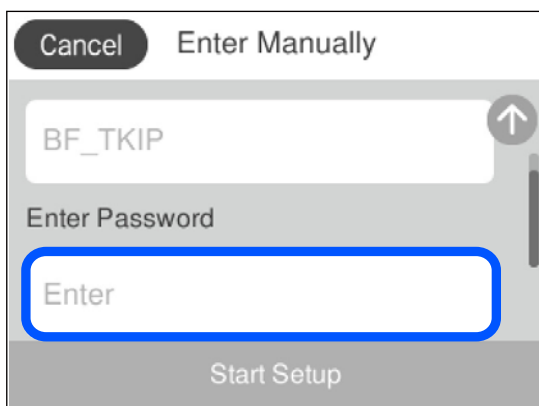 Cancel Enter Manually
BF_TKIP
Enter Password
Enter
Start Setup